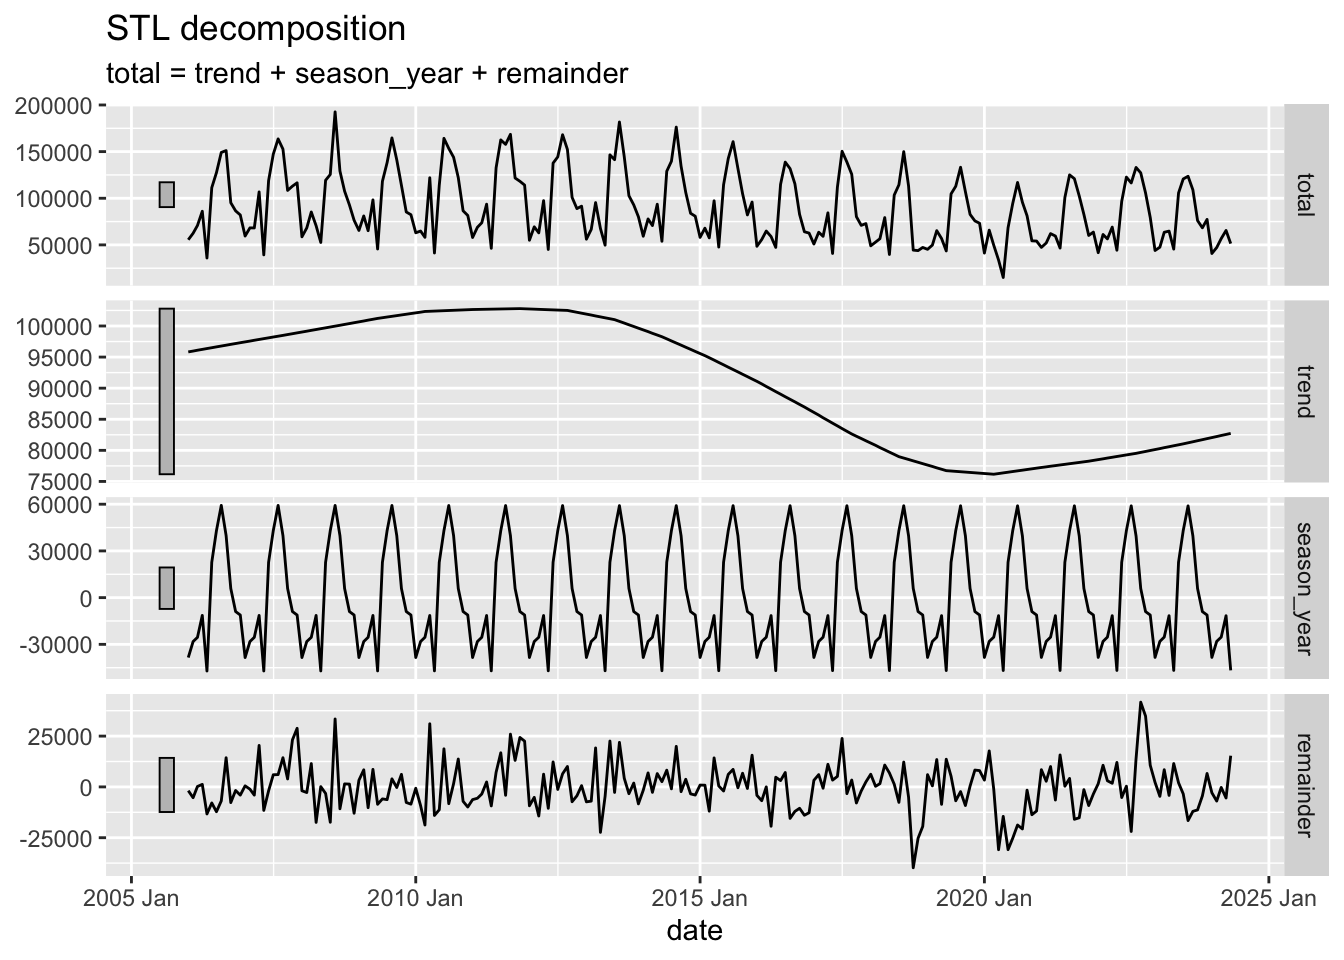 STL decomposition
total = trend + season_year + remainder
200000
150000
100000
50000
total
100000
95000
90000
85000
80000
75000
trend
60000
30000
0
-30000
season_year
25000
0
-25000
remainder
2005 Jan 2010 Jan 2015 Jan 2020 Jan 2025 Jan
date